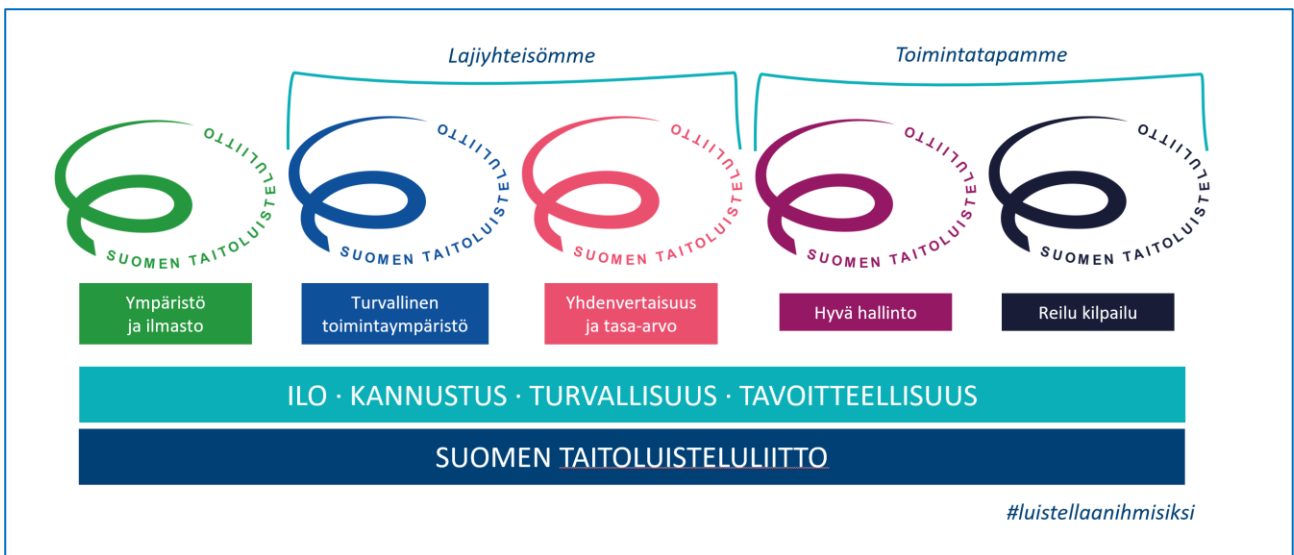 Lajiyhteisömme
Toimintatapamme
SUOMEN TAITOLUISTELULIITTO
SUOMEN TAITOLUISTELULIITTO
SUOMEN TAITOLUISTELULIITTO
SUOMEN TAITOLUISTELULIITTO
SUOMEN TAITOLUISTELULIITTO
Ympäristö
ja ilmasto
Turvallinen
toimintaympäristö
Yhdenvertaisuus
ja tasa-arvo
Hyvä hallinto
Reilu kilpailu
ILO · KANNUSTUS · TURVALLISUUS · TAVOITTEELLISUUS
SUOMEN TAITOLUISTELULIITTO
#luistellaanihmisiksi